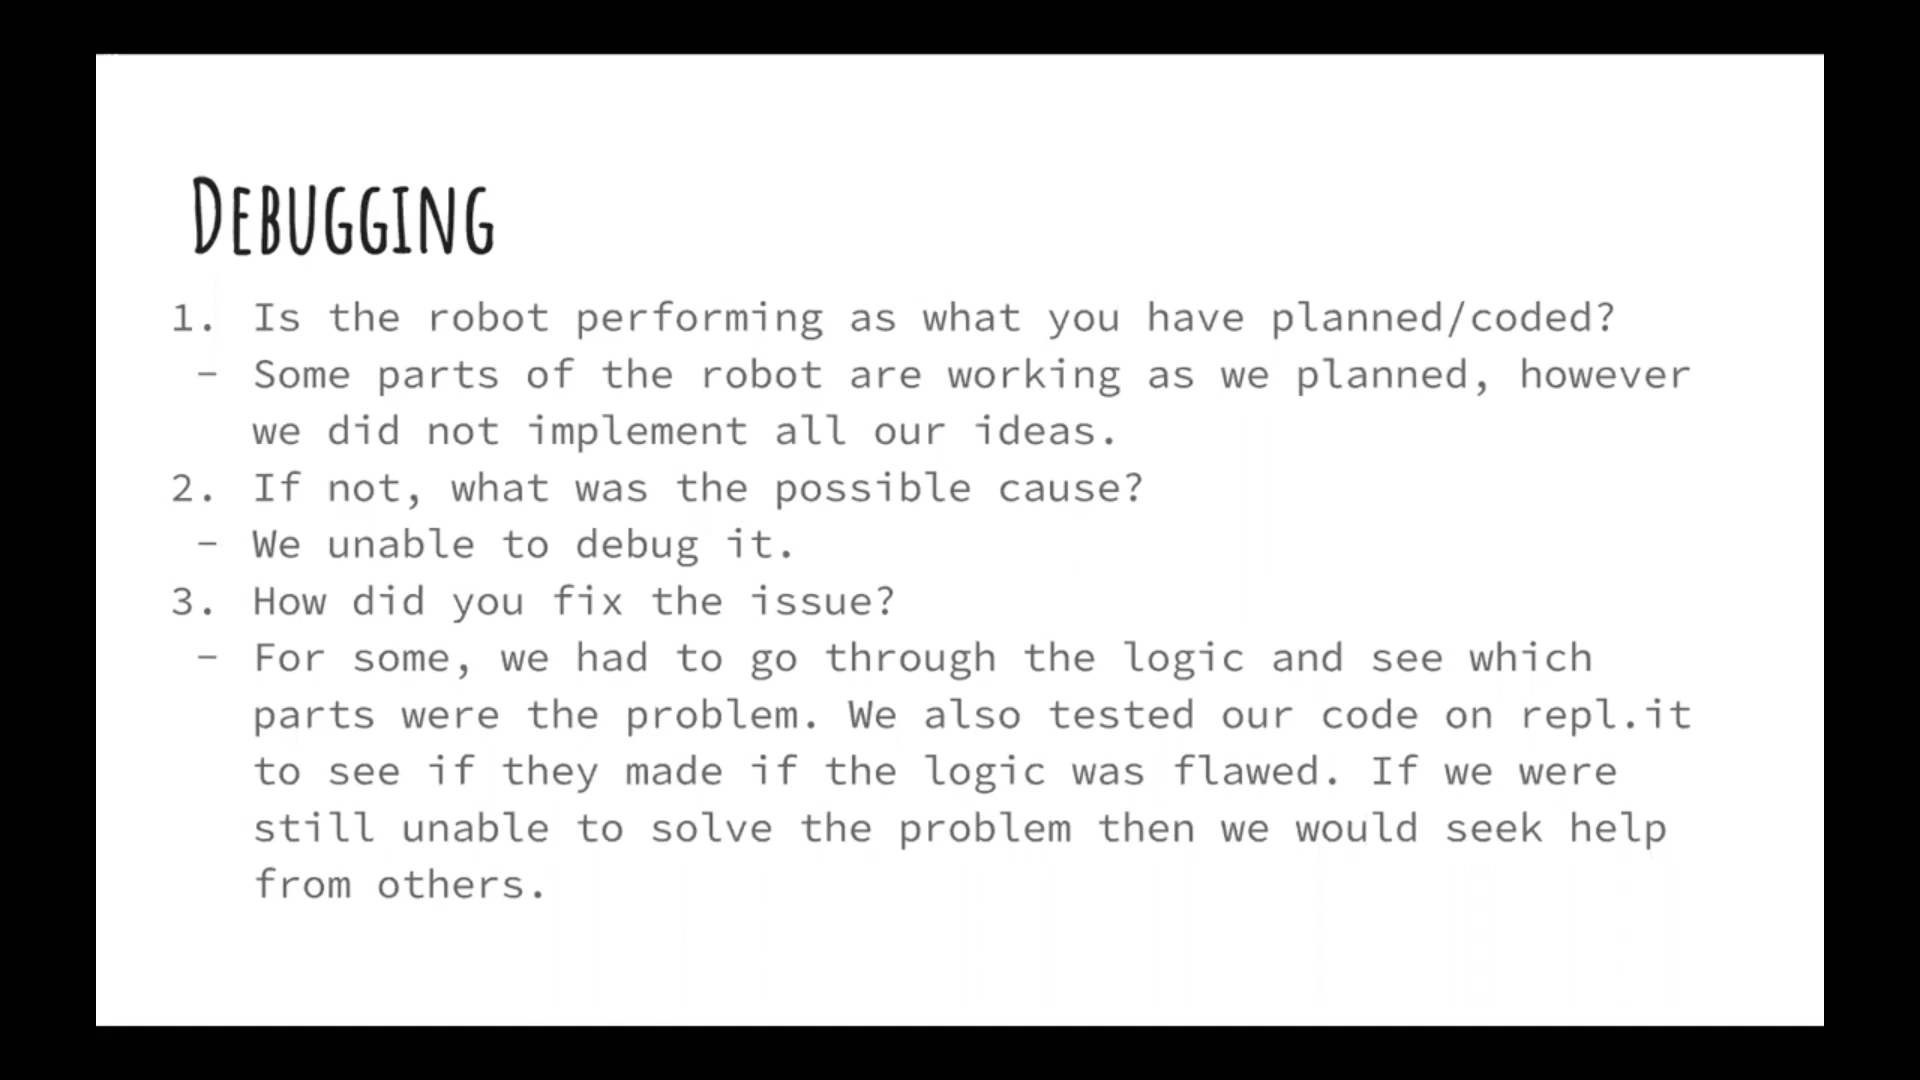 DEBUGGING
1. Is the robot performing as what you have planned/coded?
- Some parts of the robot are working as we planned, however
we did not implement all our ideas.
2. If not, what was the possible cause?
- We unable to debug it.
3. How did you fix the issue?
- For some, we had to go through the logic and see which
parts were the problem. We also tested our code on repl.it
to see if they made if the logic was flawed. If we were
still unable to solve the problem then we would seek help
from others.